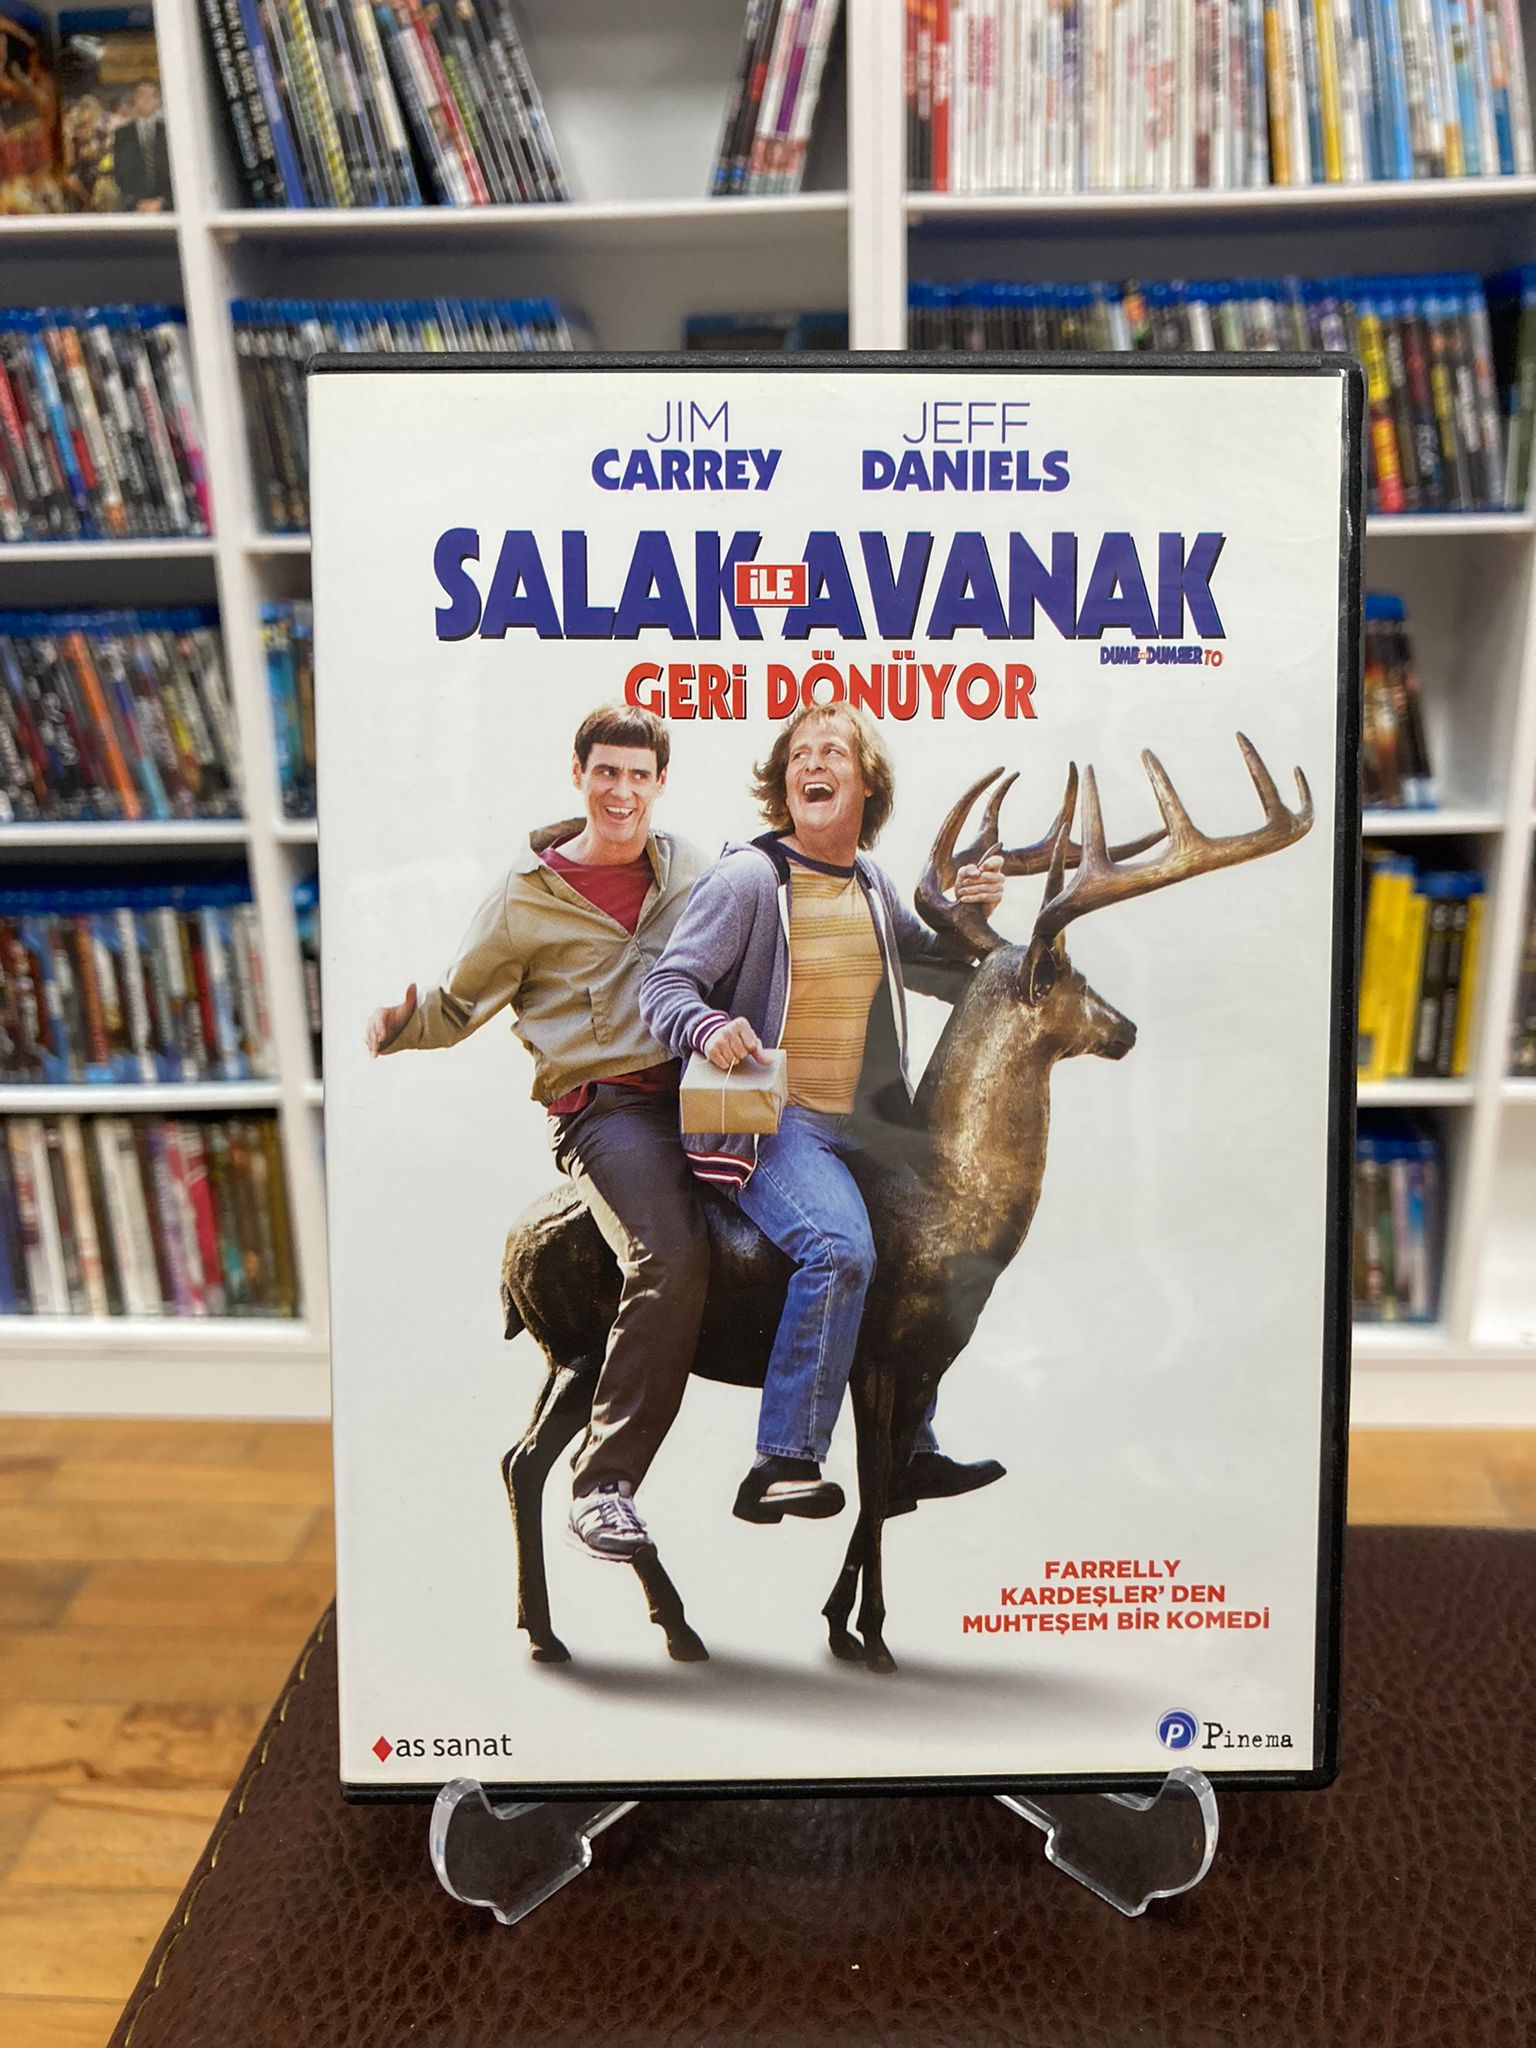 JIM JEFF
CARREY DANIELS
SALAK İLE AVANAK
DUMB AND DUMBER TO
GERİ DÖNÜYOR
FARRELLY
KARDEŞLER' DEN
MUHTEŞEM BİR KOMEDİ
as sanat
P Pinema